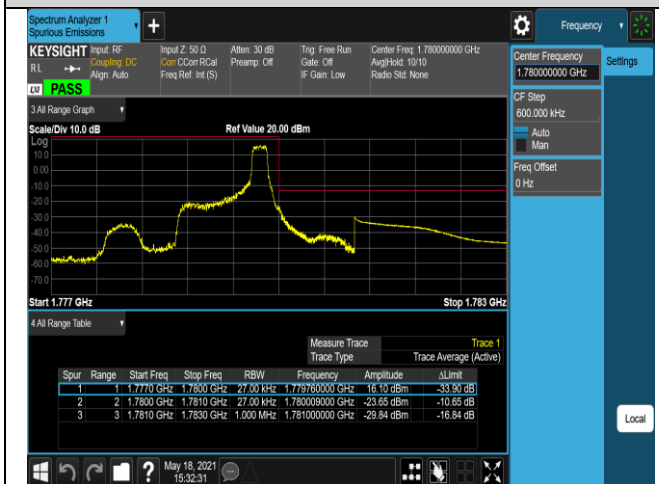 Spectrum Analyzer 1
Spurious Emissions
Frequency
KEYSIGHT Input: RF Input Z: 50 Ω Atten: 30 dB Trig: Free Run Center Freq: 1.780000000 GHz
RL Coupling: DC Corr CCorr RCal Preamp: Off Gate: Off Avg|Hold: 10/10
Align: Auto Freq Ref: Int (S) IF Gain: Low Radio Std: None
LXI PASS
3 All Range Graph
Scale/Div 10.0 dB Ref Value 20.00 dBm
Log
10.0
0.00
-10.0
-20.0
-30.0
-40.0
-50.0
-60.0
-70.0
Start 1.777 GHz Stop 1.783 GHz
4 All Range Table
Measure Trace Trace 1
Trace Type Trace Average (Active)
Spur Range Start Freq Stop Freq RBW Frequency Amplitude ΔLimit
1 1 1.7770 GHz 1.7800 GHz 27.00 kHz 1.779760000 GHz 16.10 dBm -33.90 dB
2 2 1.7800 GHz 1.7810 GHz 27.00 kHz 1.780009000 GHz -23.65 dBm -10.65 dB
3 3 1.7810 GHz 1.7830 GHz 1.000 MHz 1.781000000 GHz -29.84 dBm -16.84 dB
Center Frequency
1.780000000 GHz
Settings
CF Step
600.000 kHz
Auto
Man
Freq Offset
0 Hz
Local
May 18, 2021
15:32:31